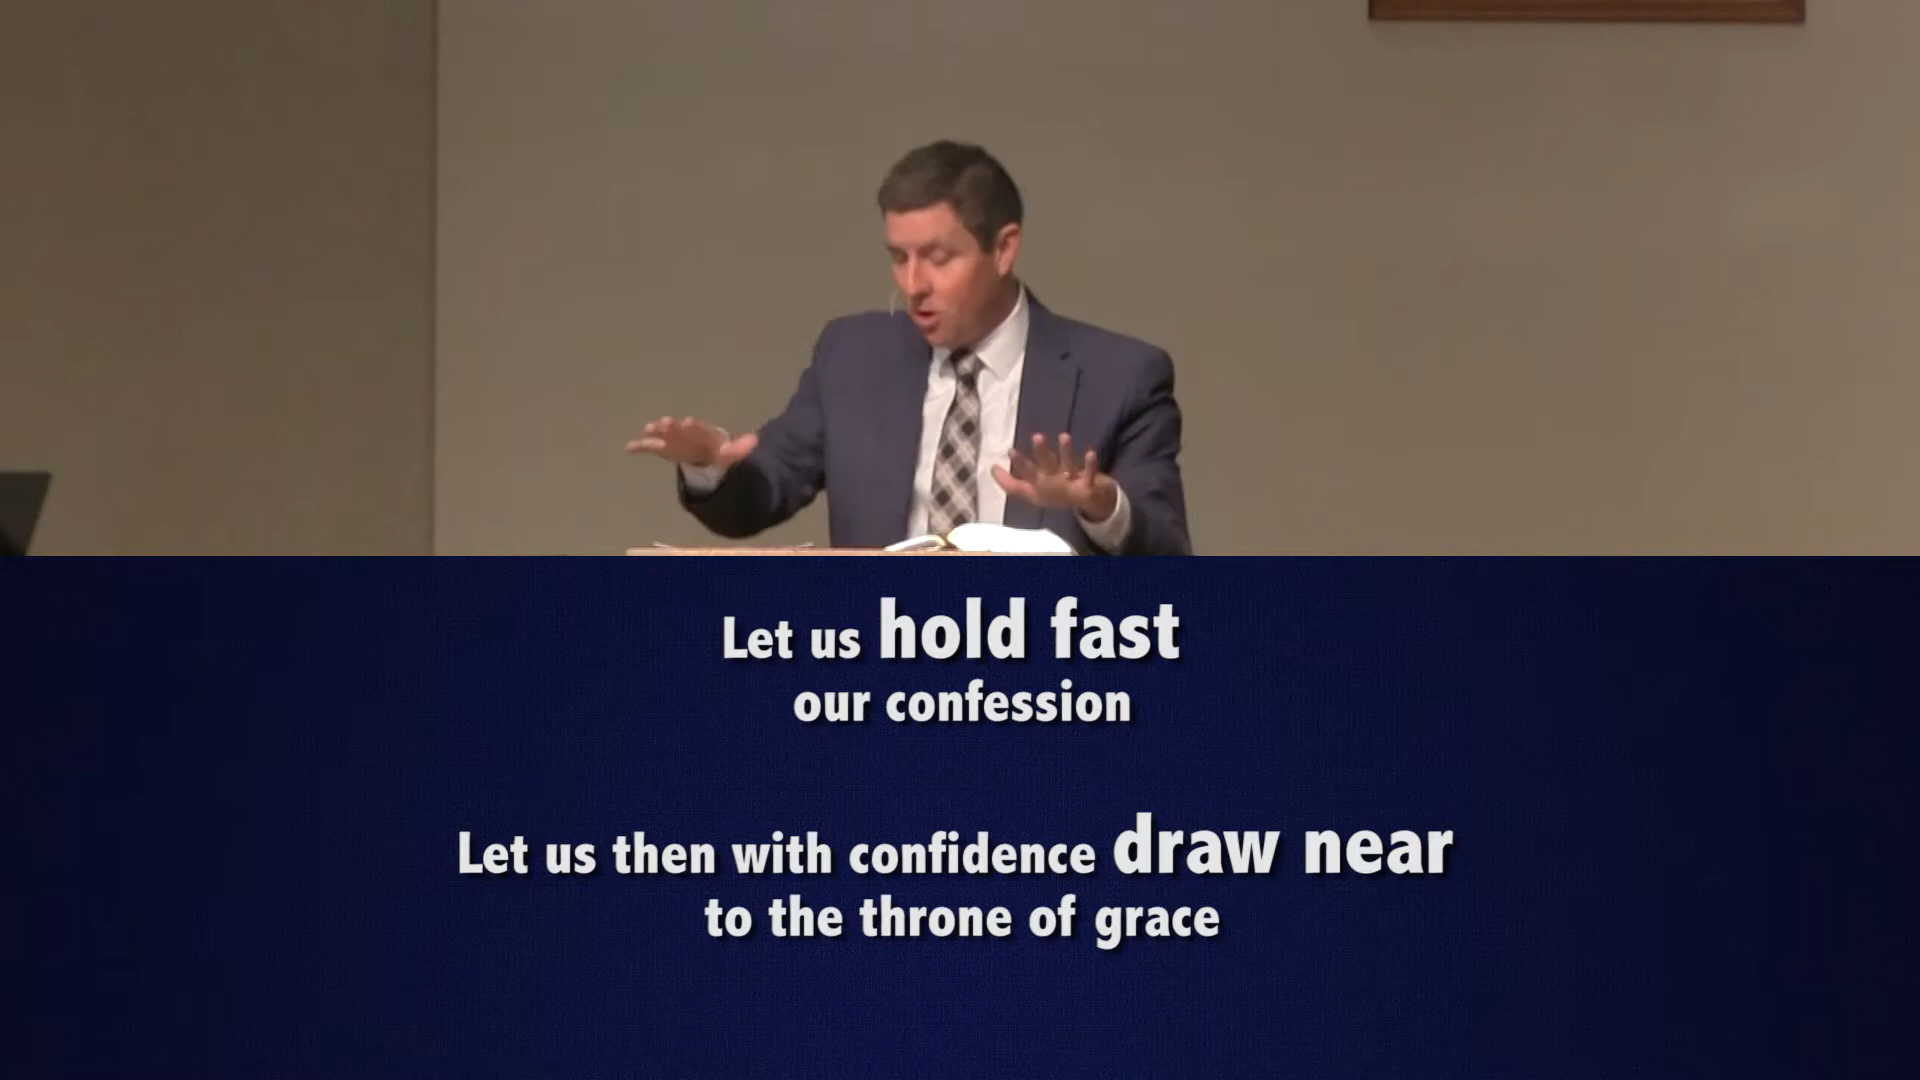 Let us hold fast
our confession
Let us then with confidence draw near
to the throne of grace